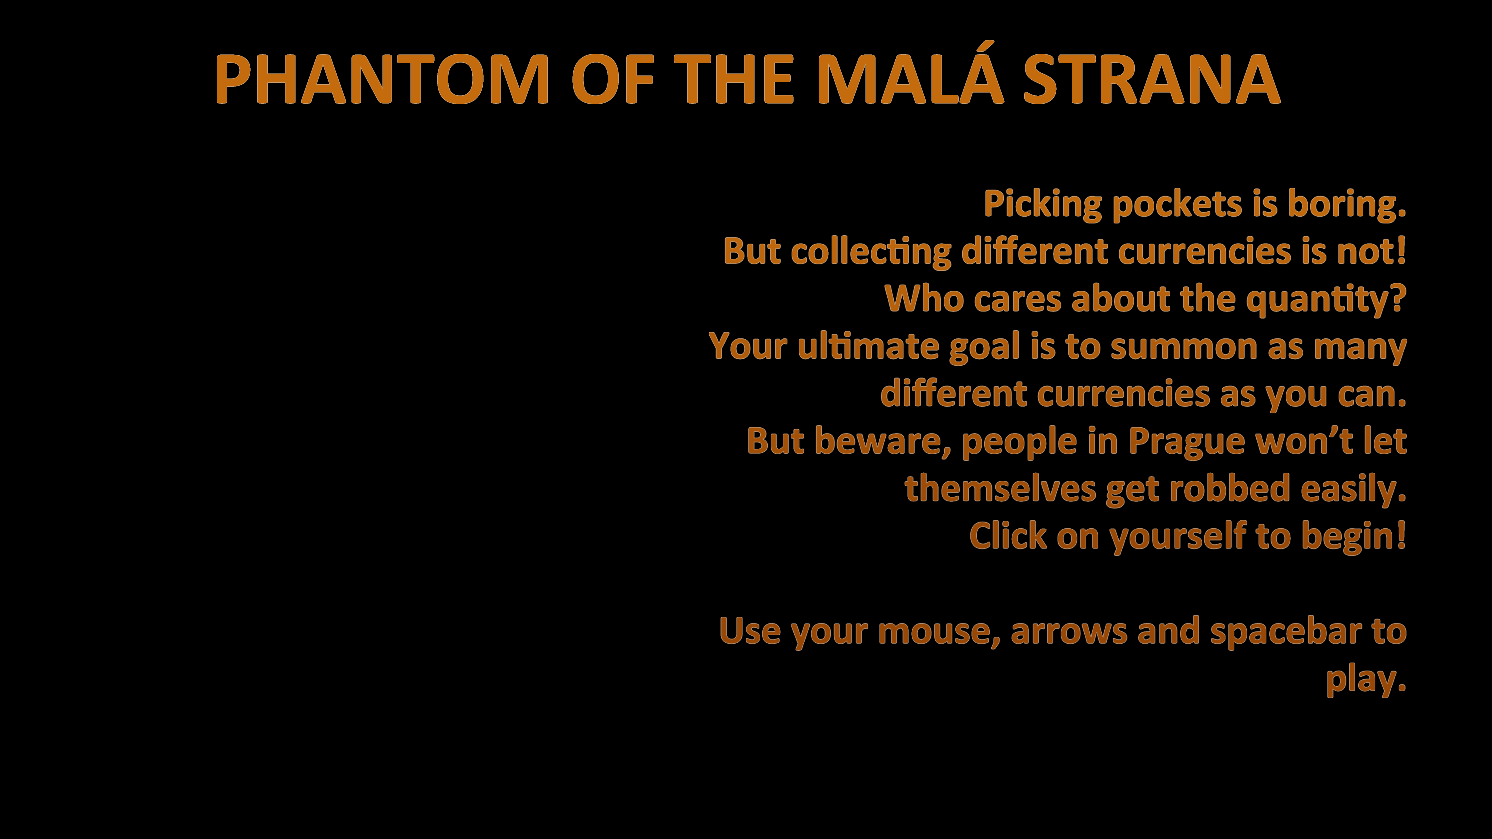 PHANTOM OF THE MALÁ STRANA
Picking pockets is boring.
But collecting different currencies is not!
Who cares about the quantity?
Your ultimate goal is to summon as many
different currencies as you can.
But beware, people in Prague won’t let
themselves get robbed easily.
Click on yourself to begin!
Use your mouse, arrows and spacebar to
play.